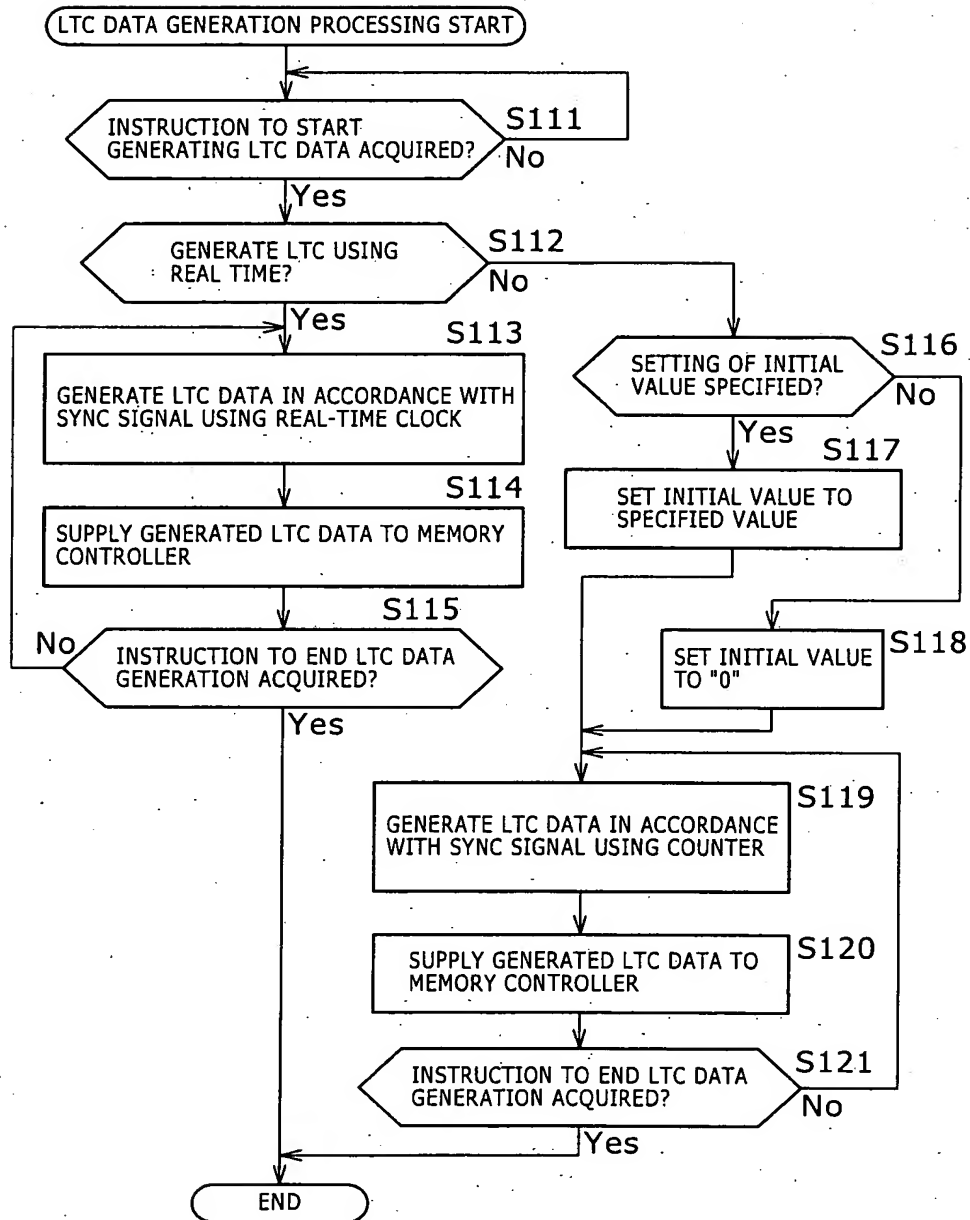 LTC DATA GENERATION PROCESSING START
S111
INSTRUCTION TO START
GENERATING LTC DATA ACQUIRED?
No
Yes
S112
GENERATE LTC USING
REAL TIME?
No
Yes
S113
GENERATE LTC DATA IN ACCORDANCE WITH
SYNC SIGNAL USING REAL-TIME CLOCK
S114
SUPPLY GENERATED LTC DATA TO MEMORY
CONTROLLER
S115
No
INSTRUCTION TO END LTC DATA
GENERATION ACQUIRED?
Yes
S116
SETTING OF INITIAL
VALUE SPECIFIED?
No
Yes
S117
SET INITIAL VALUE TO
SPECIFIED VALUE
S118
SET INITIAL VALUE
TO "0"
S119
GENERATE LTC DATA IN ACCORDANCE
WITH SYNC SIGNAL USING COUNTER
S120
SUPPLY GENERATED LTC DATA TO
MEMORY CONTROLLER
S121
INSTRUCTION TO END LTC DATA
GENERATION ACQUIRED?
No
Yes
END